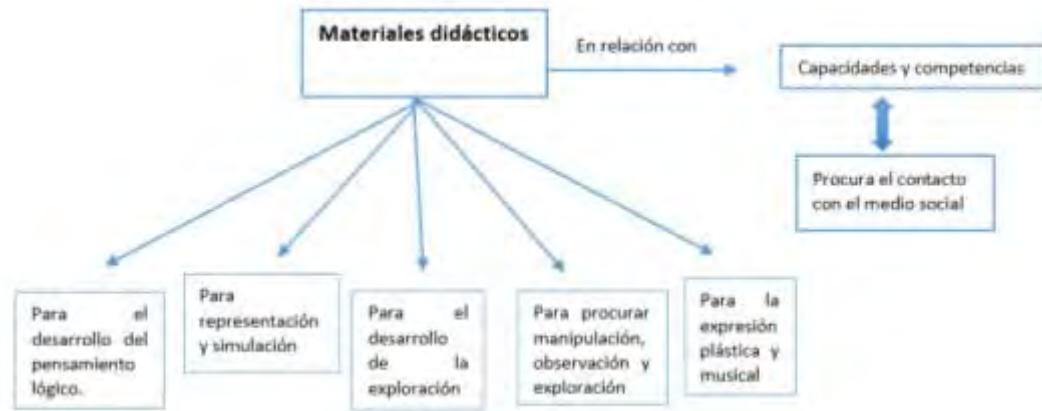 Materiales didácticos
En relación con
Capacidades y competencias
Procura el contacto
con el medio social
Para el
desarrollo del
pensamiento
lógico.
Para
representación
y simulación
Para el
desarrollo
de la
exploración
Para procurar
manipulación,
observación y
exploración
Para la
expresión
plástica y
musical